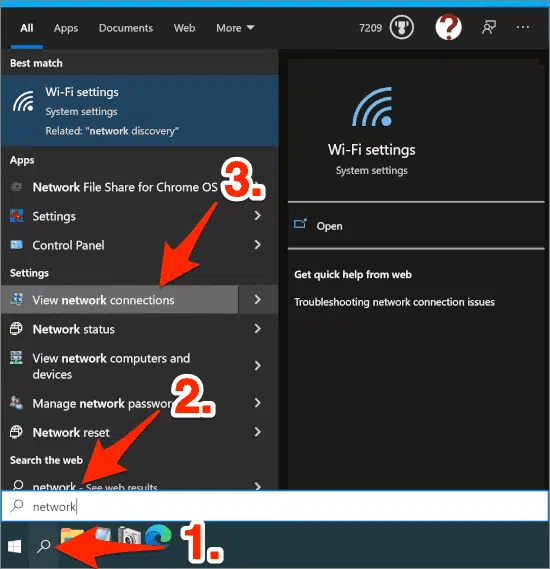 All Apps Documents Web More 7209 ...
Best match
Wi-Fi settings
System settings
Related: "network discovery"
Wi-Fi settings
System settings
Open
Get quick help from web
Troubleshooting network connection issues
Apps
Network File Share for Chrome OS
3.
Settings
Control Panel
Settings
View network connections
Network status
View network computers and
devices
Manage network passw
2.
Network reset
Search the web
network - See web results
network
1.